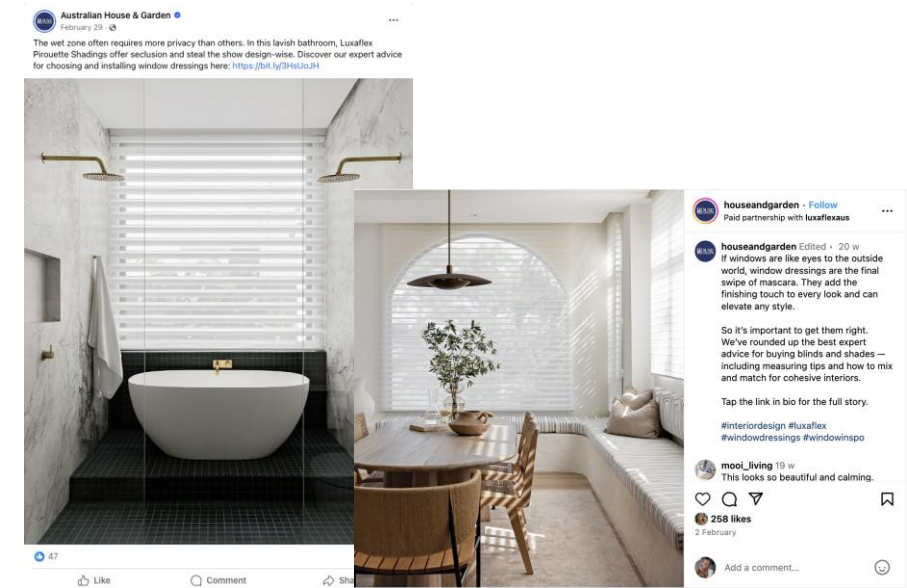 Australian House & Garden
February 29 ·
The wet zone often requires more privacy than others. In this lavish bathroom, Luxaflex
Pirouette Shadings offer seclusion and steal the show design-wise. Discover our expert advice
for choosing and installing window dressings here: https://bit.ly/3HsUoJH
47
Like
Comment
Sha
houseandgarden • Follow
Paid partnership with luxaflexaus
houseandgarden Edited • 20 w
If windows are like eyes to the outside
world, window dressings are the final
swipe of mascara. They add the
finishing touch to every look and can
elevate any style.
So it's important to get them right.
We've rounded up the best expert
advice for buying blinds and shades —
including measuring tips and how to mix
and match for cohesive interiors.
Tap the link in bio for the full story.
#interiordesign #luxaflex
#windowdressings #windowinspo
mooi_living 19 w
This looks so beautiful and calming.
258 likes
2 February
Add a comment...